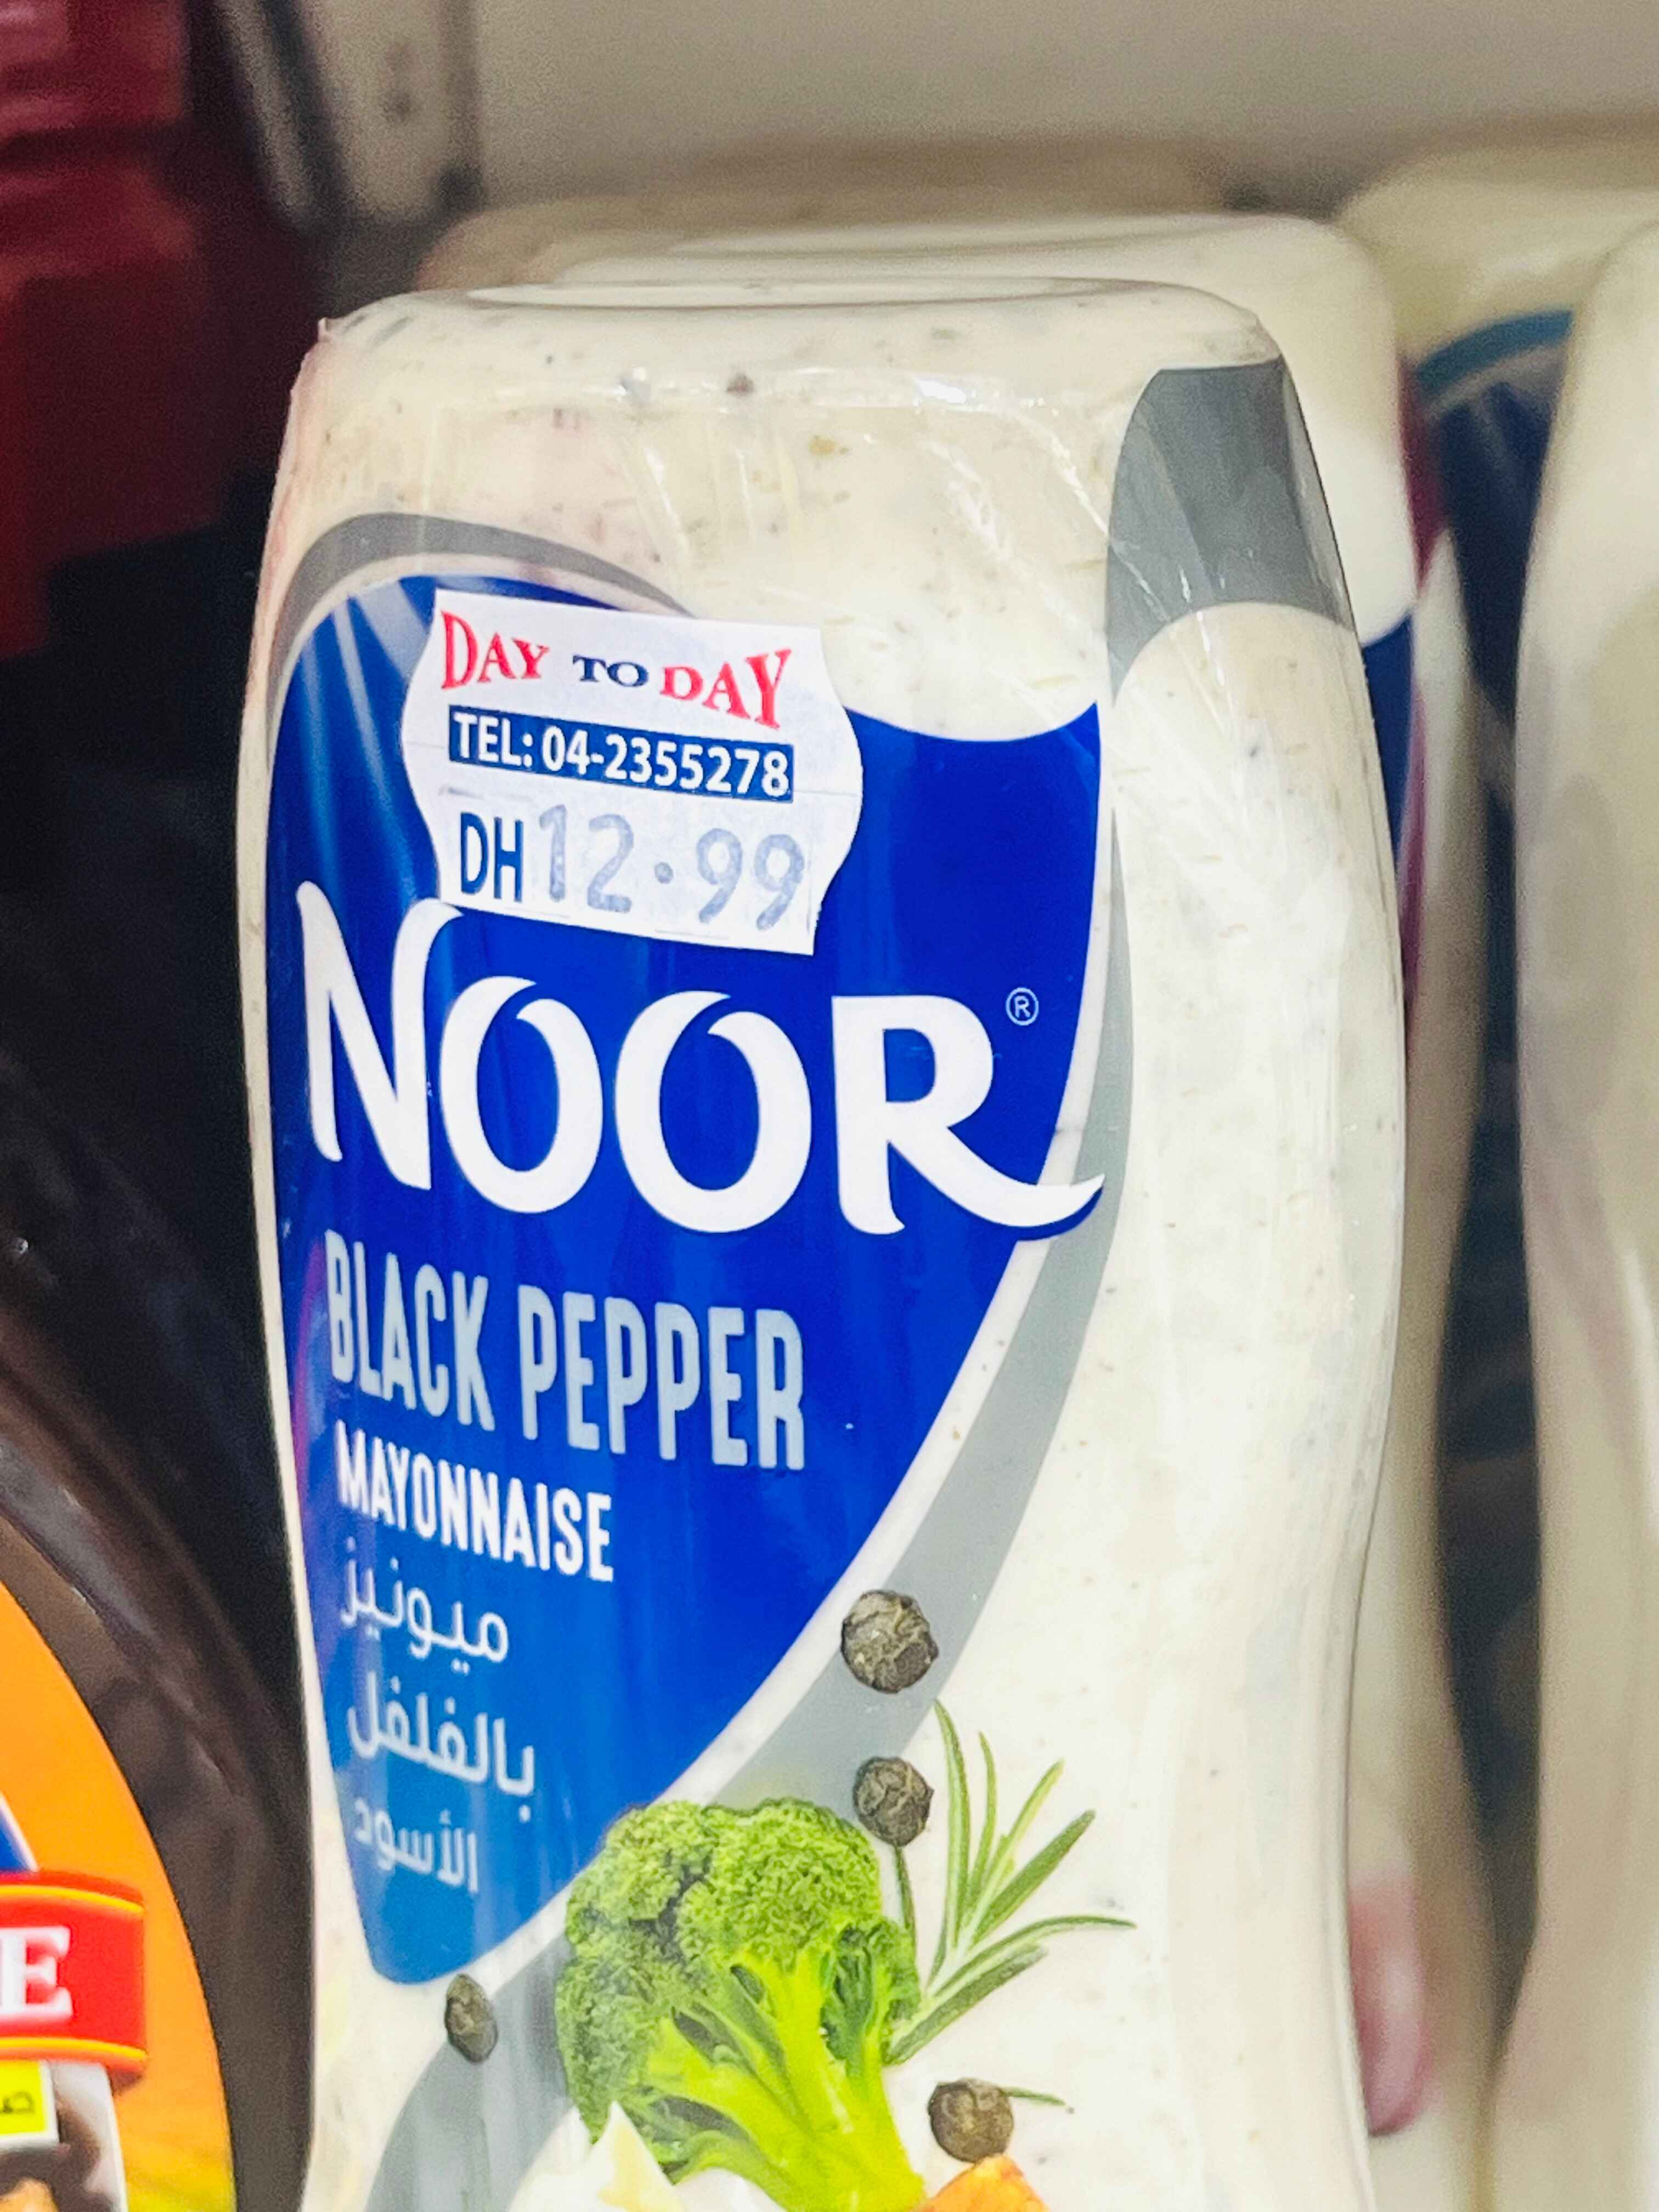 DAY TO DAY
TEL: 04-2355278
DH 12.99
NOOR®
BLACK PEPPER
MAYONNAISE
ميونيز
بالفلفل
الأسود
E